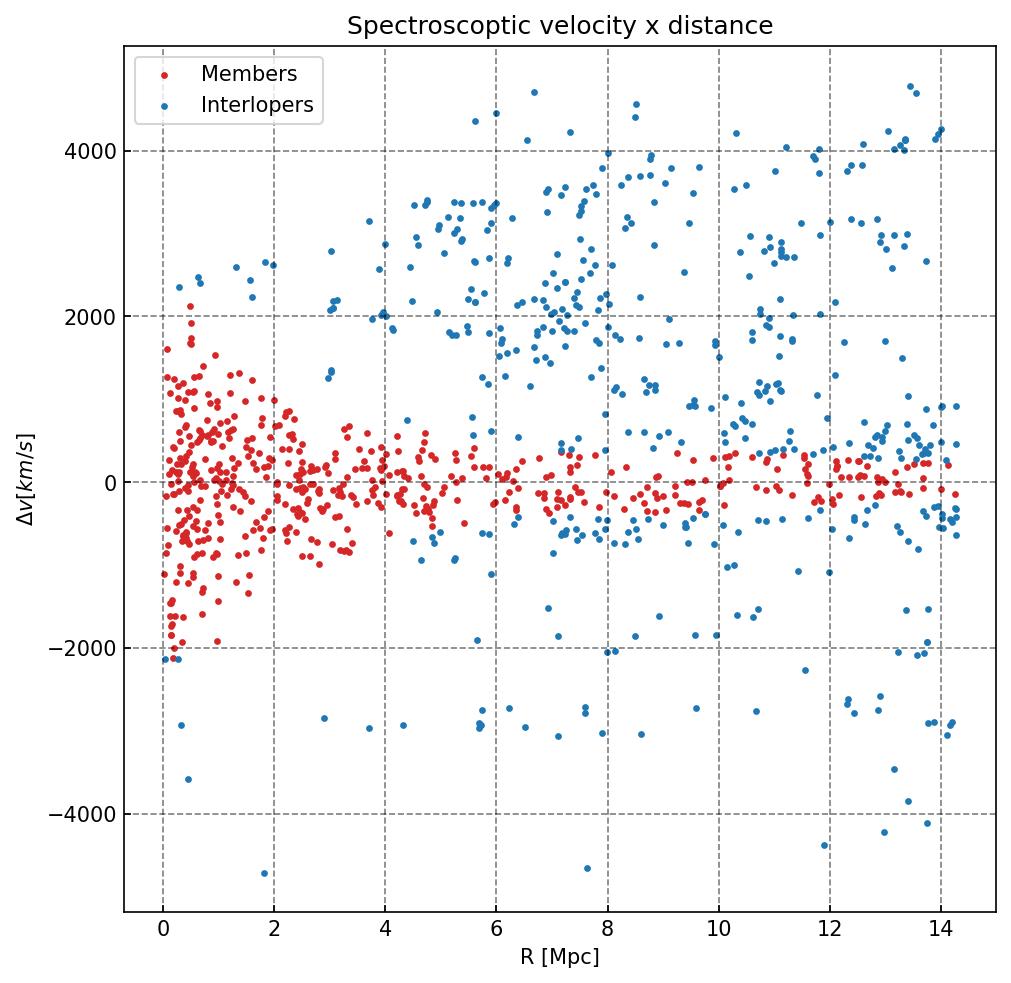 Spectroscoptic velocity x distance
Members
Interlopers
Δv[km/s]
4000
2000
0
−2000
−4000
0 2 4 6 8 10 12 14
R [Mpc]